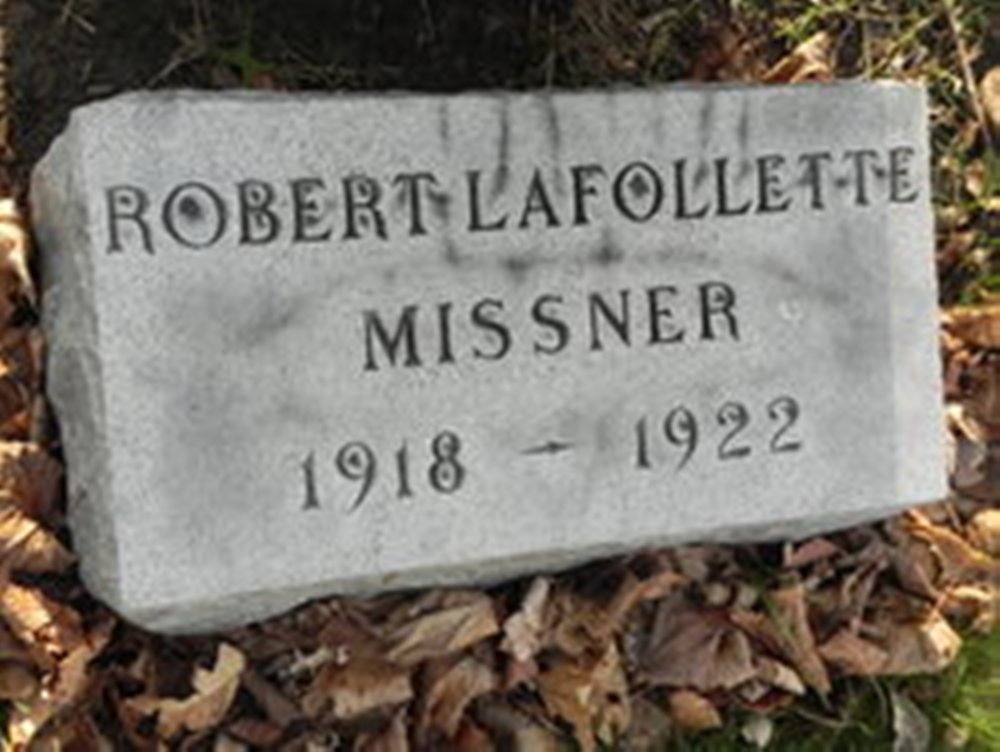 ROBERT LAFOLLETTE
MISSNER
1918 - 1922